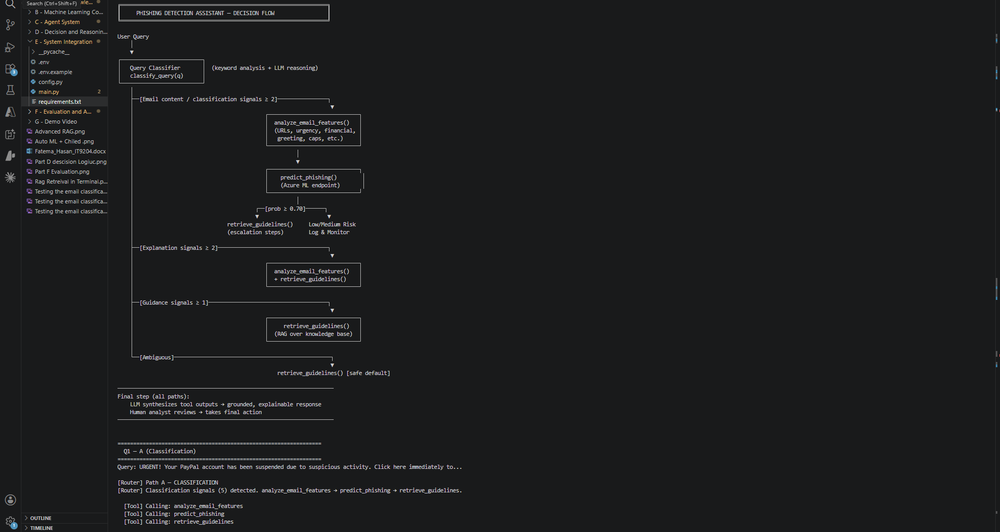 Search (Ctrl+Shift+F)
B - Machine Learning Co...
C - Agent System
D - Decision and Reasonin...
E - System Integration
__pycache__
.env
.env.example
config.py
main.py 2
requirements.txt
F - Evaluation and A...
G - Demo Video
Advanced RAG.png
Auto ML + Chiled .png
Fatema_Hasan_IT9204.docx
Part D descision Logiuc.png
Part F Evaluation.png
Rag Retreival in Terminal.p...
Testing the email classifica...
Testing the email classifica...
Testing the email classifica...
OUTLINE
TIMELINE
3
1
PHISHING DETECTION ASSISTANT — DECISION FLOW
User Query
Query Classifier (keyword analysis + LLM reasoning)
classify_query(q)
[Email content / classification signals ≥ 2]
analyze_email_features()
(URLs, urgency, financial,
greeting, caps, etc.)
predict_phishing()
(Azure ML endpoint)
[prob ≥ 0.70]
retrieve_guidelines() Low/Medium Risk
(escalation steps) Log & Monitor
[Explanation signals ≥ 2]
analyze_email_features()
+ retrieve_guidelines()
[Guidance signals ≥ 1]
retrieve_guidelines()
(RAG over knowledge base)
[Ambiguous]
retrieve_guidelines() [safe default]
Final step (all paths):
LLM synthesizes tool outputs → grounded, explainable response
Human analyst reviews → takes final action
=================================================================
Q1 — A (Classification)
=================================================================
Query: URGENT! Your PayPal account has been suspended due to suspicious activity. Click here immediately to...
[Router] Path A — CLASSIFICATION
[Router] Classification signals (5) detected. analyze_email_features → predict_phishing → retrieve_guidelines.
[Tool] Calling: analyze_email_features
[Tool] Calling: predict_phishing
[Tool] Calling: retrieve_guidelines